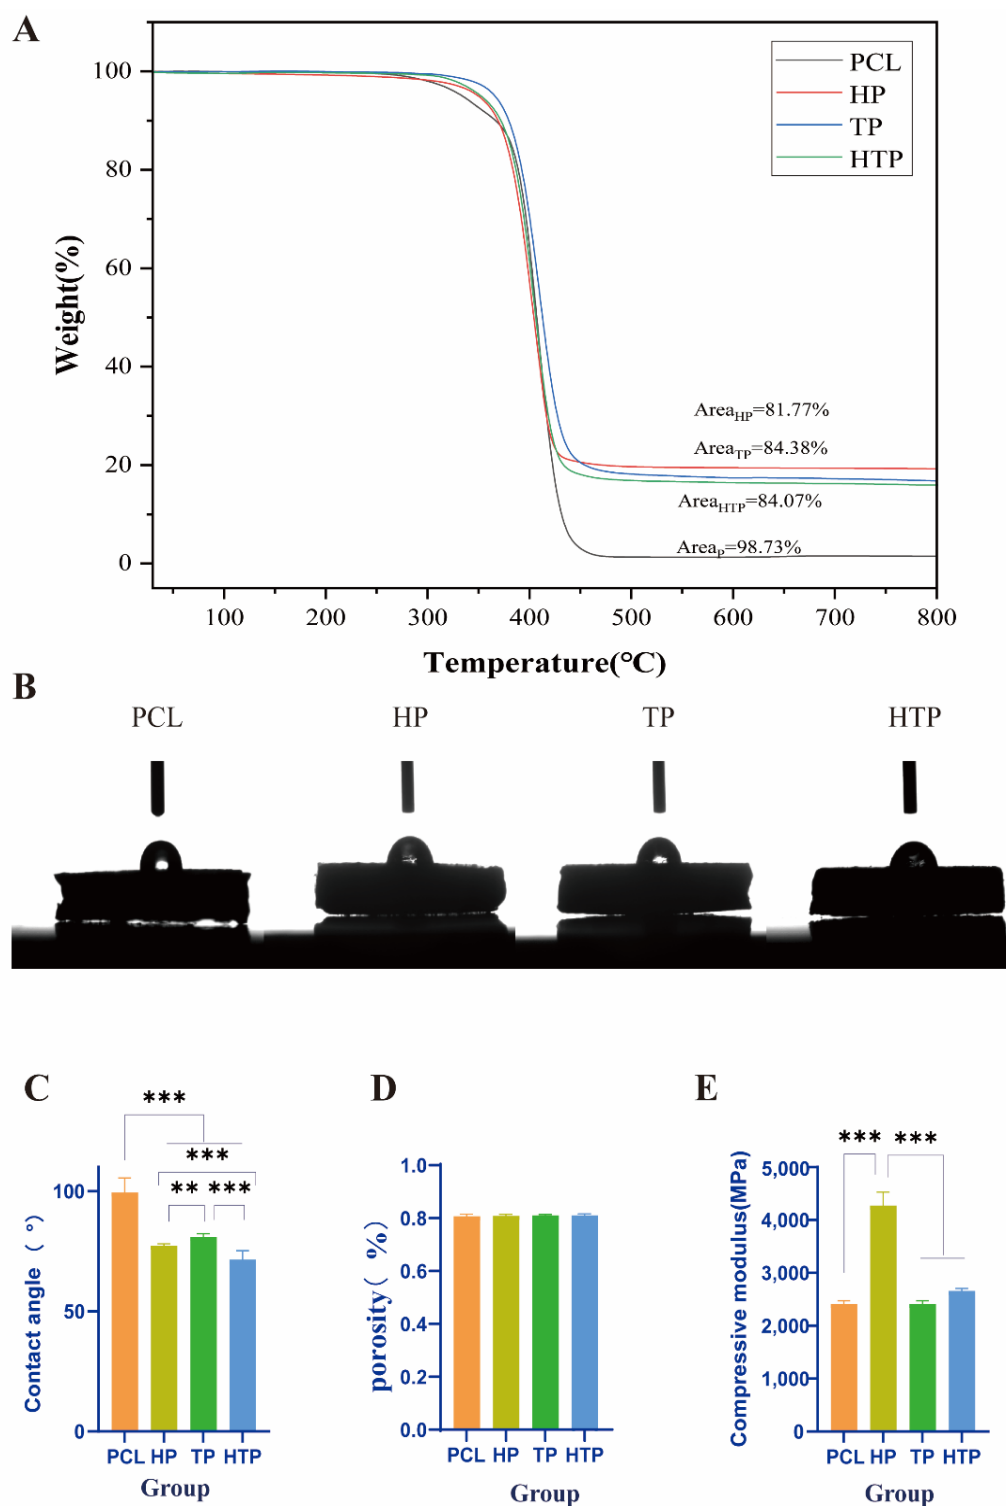 A
100
80
60
40
20
0
Weight(%)
PCL
HP
TP
HTP
Area_HP=81.77%
Area_TP=84.38%
Area_HTP=84.07%
Area_P=98.73%
100 200 300 400 500 600 700 800
Temperature(℃)
B
PCL HP TP HTP
C
***
***
** ***
100
50
0
Contact angle ( °)
PCL HP TP HTP
Group
D
1.0
0.8
0.6
0.4
0.2
0.0
porosity( %)
PCL HP TP HTP
Group
E
*** ***
5,000
4,000
3,000
2,000
1,000
0
Compressive modulus(MPa)
PCL HP TP HTP
Group